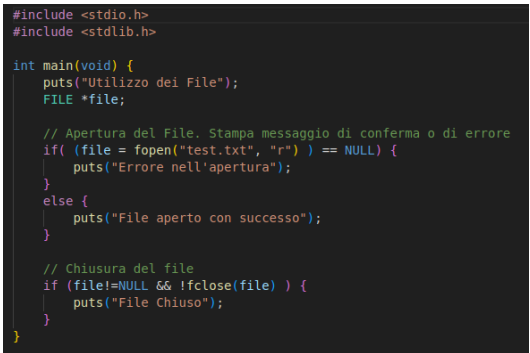 #include <stdio.h>
#include <stdlib.h>
int main(void) {
puts("Utilizzo dei File");
FILE *file;
// Apertura del File. Stampa messaggio di conferma o di errore
if( (file = fopen("test.txt", "r") ) == NULL) {
puts("Errore nell'apertura");
}
else {
puts("File aperto con successo");
}
// Chiusura del file
if (file!=NULL && !fclose(file) ) {
puts("File Chiuso");
}
}